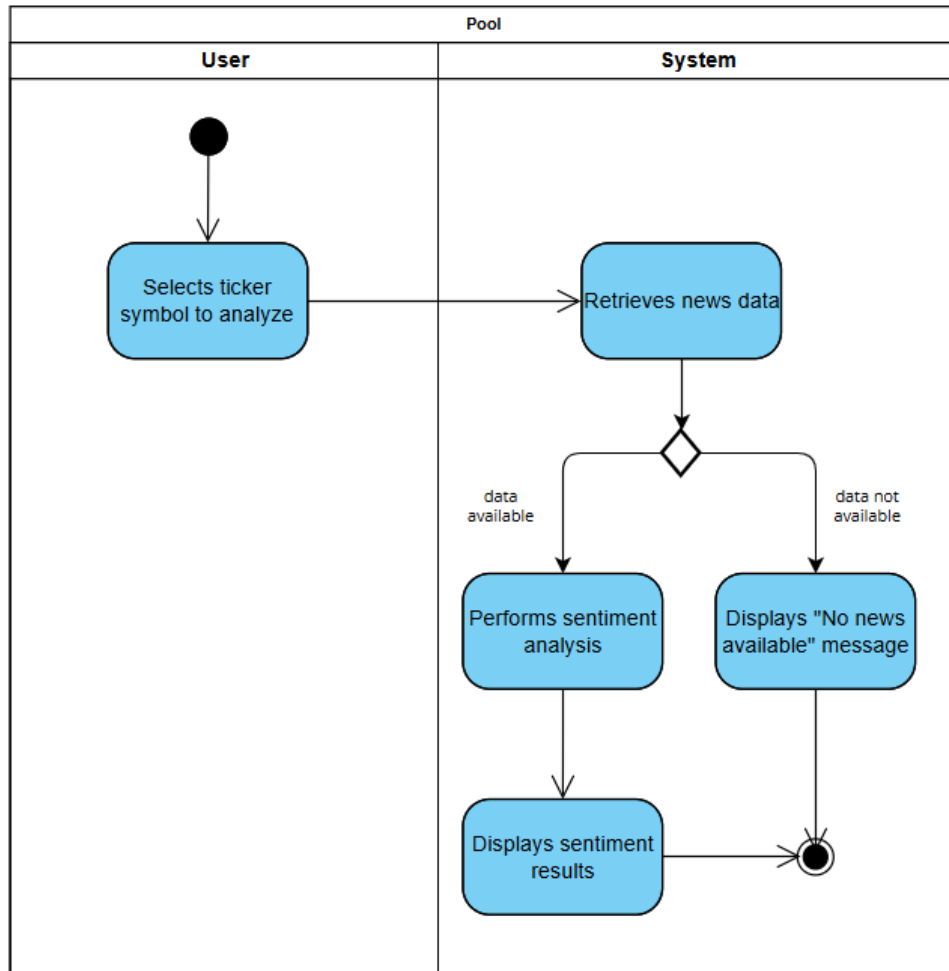 Pool
User
System
Selects ticker
symbol to analyze
Retrieves news data
data
available
data not
available
Performs sentiment
analysis
Displays "No news
available" message
Displays sentiment
results